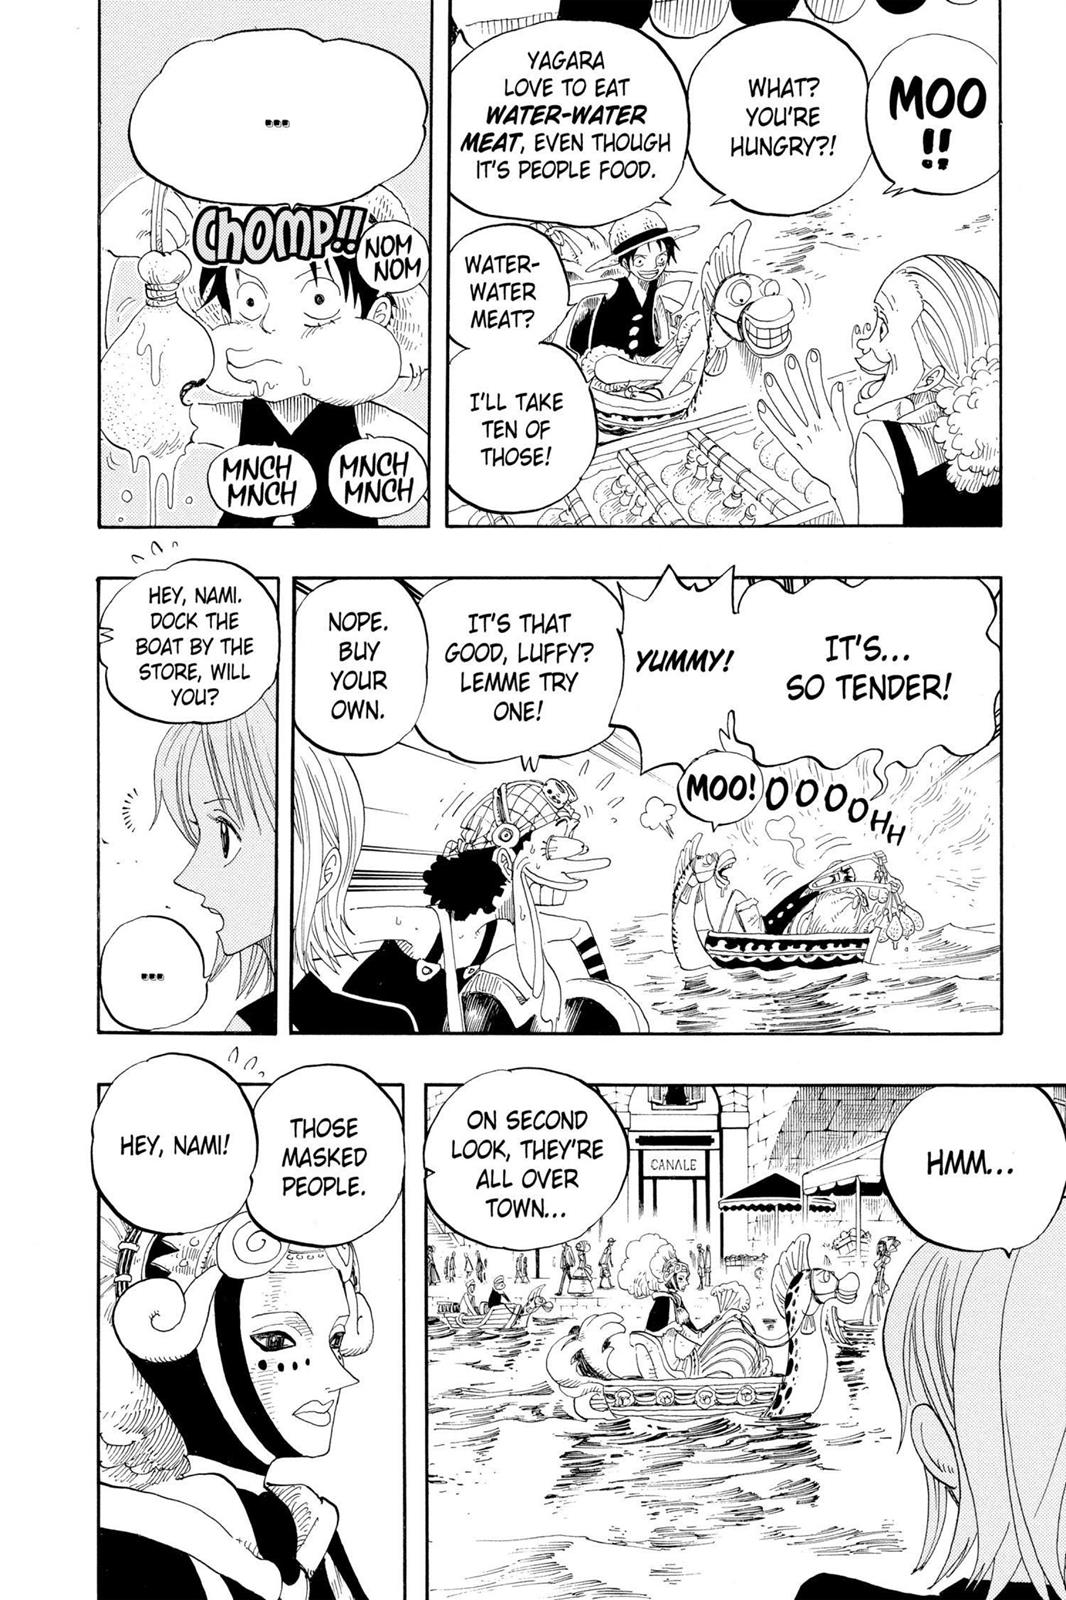 MOO
!!
WHAT?
YOU'RE
HUNGRY?!
YAGARA
LOVE TO EAT
WATER-WATER
MEAT, EVEN THOUGH
IT'S PEOPLE FOOD.
WATER-
WATER
MEAT?
I'LL TAKE
TEN OF
THOSE!
...
CHOMP!!
NOM
NOM
MNCH
MNCH
MNCH
MNCH
IT'S...
SO TENDER!
YUMMY!
MOO!
OOOOHH
IT'S THAT
GOOD, LUFFY?
LEMME TRY
ONE!
NOPE.
BUY
YOUR
OWN.
HEY, NAMI.
DOCK THE
BOAT BY THE
STORE, WILL
YOU?
...
HMM...
CANALE
ON SECOND
LOOK, THEY'RE
ALL OVER
TOWN...
THOSE
MASKED
PEOPLE.
HEY, NAMI!